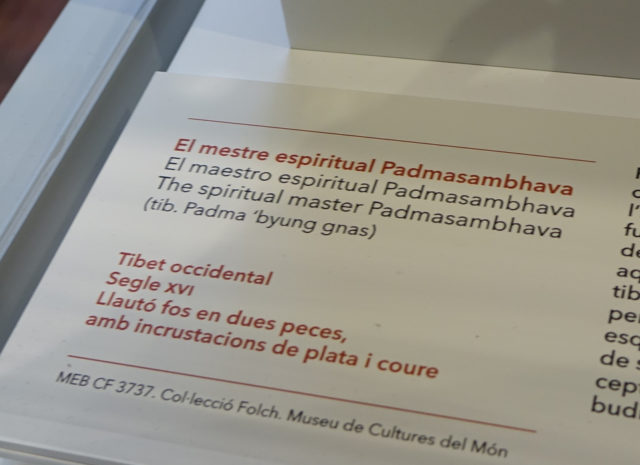 El mestre espiritual Padmasambhava
El maestro espiritual Padmasambhava
The spiritual master Padmasambhava
(tib. Padma ‘byung gnas)
Tibet occidental
Segle XVI
Llautó fos en dues peces,
amb incrustacions de plata i coure
MEB CF 3737. Col·lecció Folch. Museu de Cultures del Món